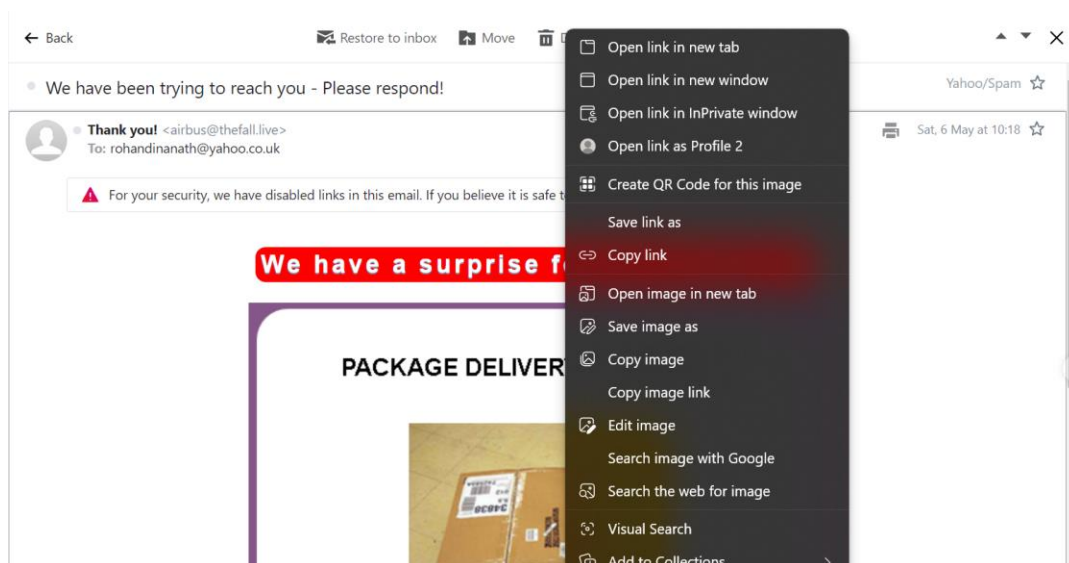 Back
Restore to inbox
Move
We have been trying to reach you - Please respond!
Yahoo/Spam
Thank you! <airbus@thefall.live>
Sat, 6 May at 10:18
To: rohandinanath@yahoo.co.uk
For your security, we have disabled links in this email. If you believe it is safe t
We have a surprise f
PACKAGE DELIVER
34838
Open link in new tab
Open link in new window
Open link in InPrivate window
Open link as Profile 2
Create QR Code for this image
Save link as
Copy link
Open image in new tab
Save image as
Copy image
Copy image link
Edit image
Search image with Google
Search the web for image
Visual Search
Add to Collections